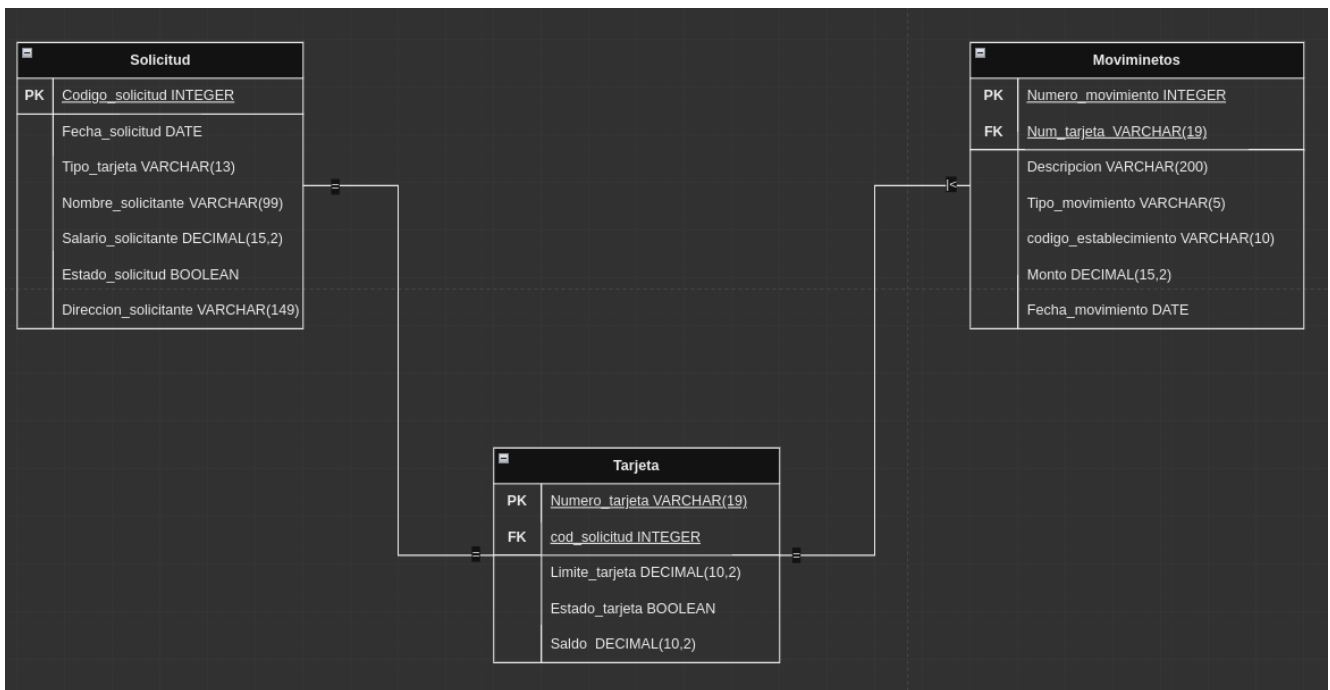 Solicitud
PK Codigo_solicitud INTEGER
Fecha_solicitud DATE
Tipo_tarjeta VARCHAR(13)
Nombre_solicitante VARCHAR(99)
Salario_solicitante DECIMAL(15,2)
Estado_solicitud BOOLEAN
Direccion_solicitante VARCHAR(149)
Moviminetos
PK Numero_movimiento INTEGER
FK Num_tarjeta VARCHAR(19)
Descripcion VARCHAR(200)
Tipo_movimiento VARCHAR(5)
codigo_establecimiento VARCHAR(10)
Monto DECIMAL(15,2)
Fecha_movimiento DATE
Tarjeta
PK Numero_tarjeta VARCHAR(19)
FK cod_solicitud INTEGER
Limite_tarjeta DECIMAL(10,2)
Estado_tarjeta BOOLEAN
Saldo DECIMAL(10,2)